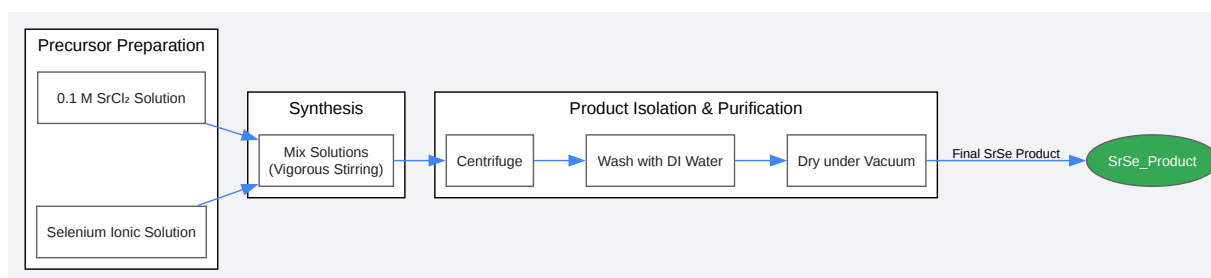 Precursor Preparation
0.1 M SrCl₂ Solution
Selenium Ionic Solution
Synthesis
Mix Solutions
(Vigorous Stirring)
Product Isolation & Purification
Centrifuge
Wash with DI Water
Dry under Vacuum
Final SrSe Product
SrSe_Product